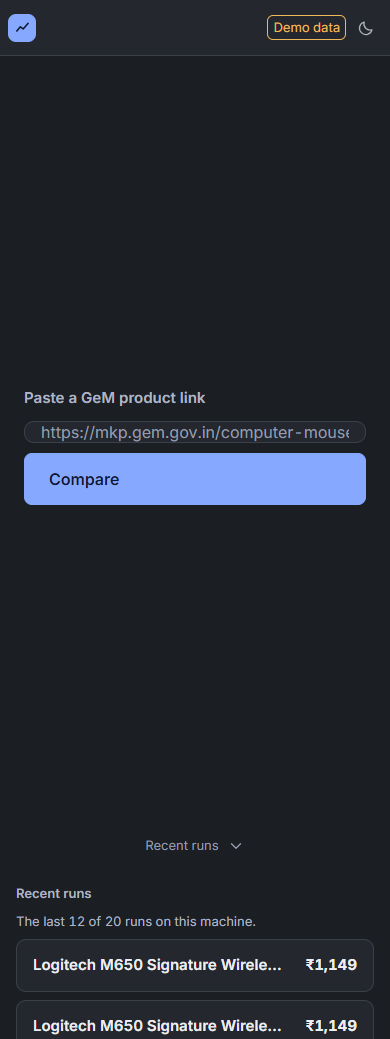 Demo data
Paste a GeM product link
https://mkp.gem.gov.in/computer-mouse
Compare
Recent runs
Recent runs
The last 12 of 20 runs on this machine.
Logitech M650 Signature Wirele... ₹1,149
Logitech M650 Signature Wirele... ₹1,149